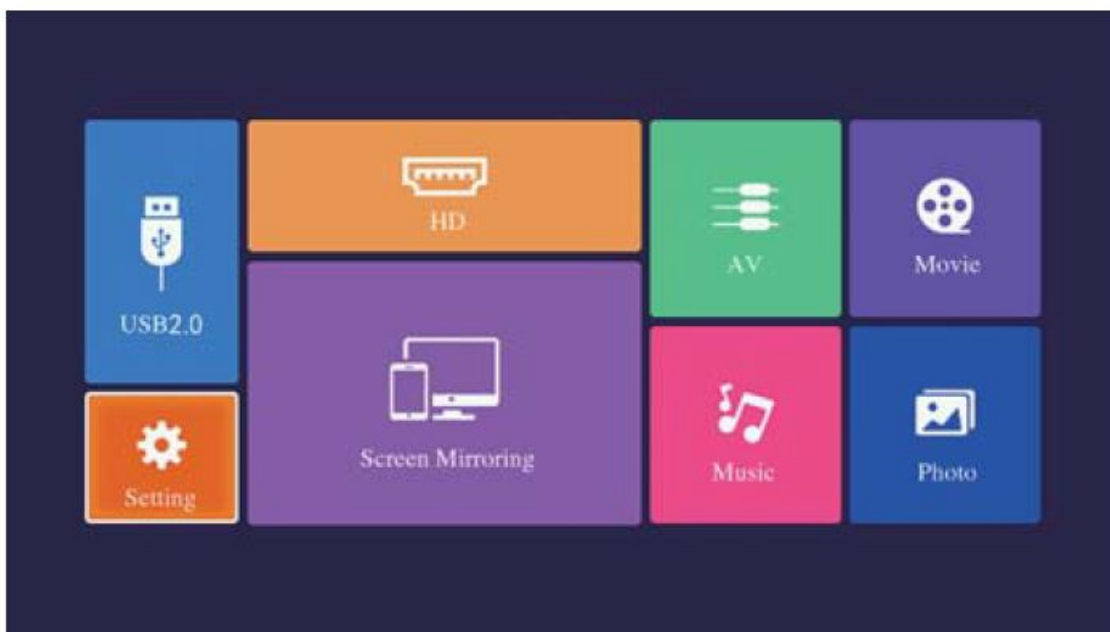 USB2.0
HD
AV
Movie
Setting
Screen Mirroring
Music
Photo